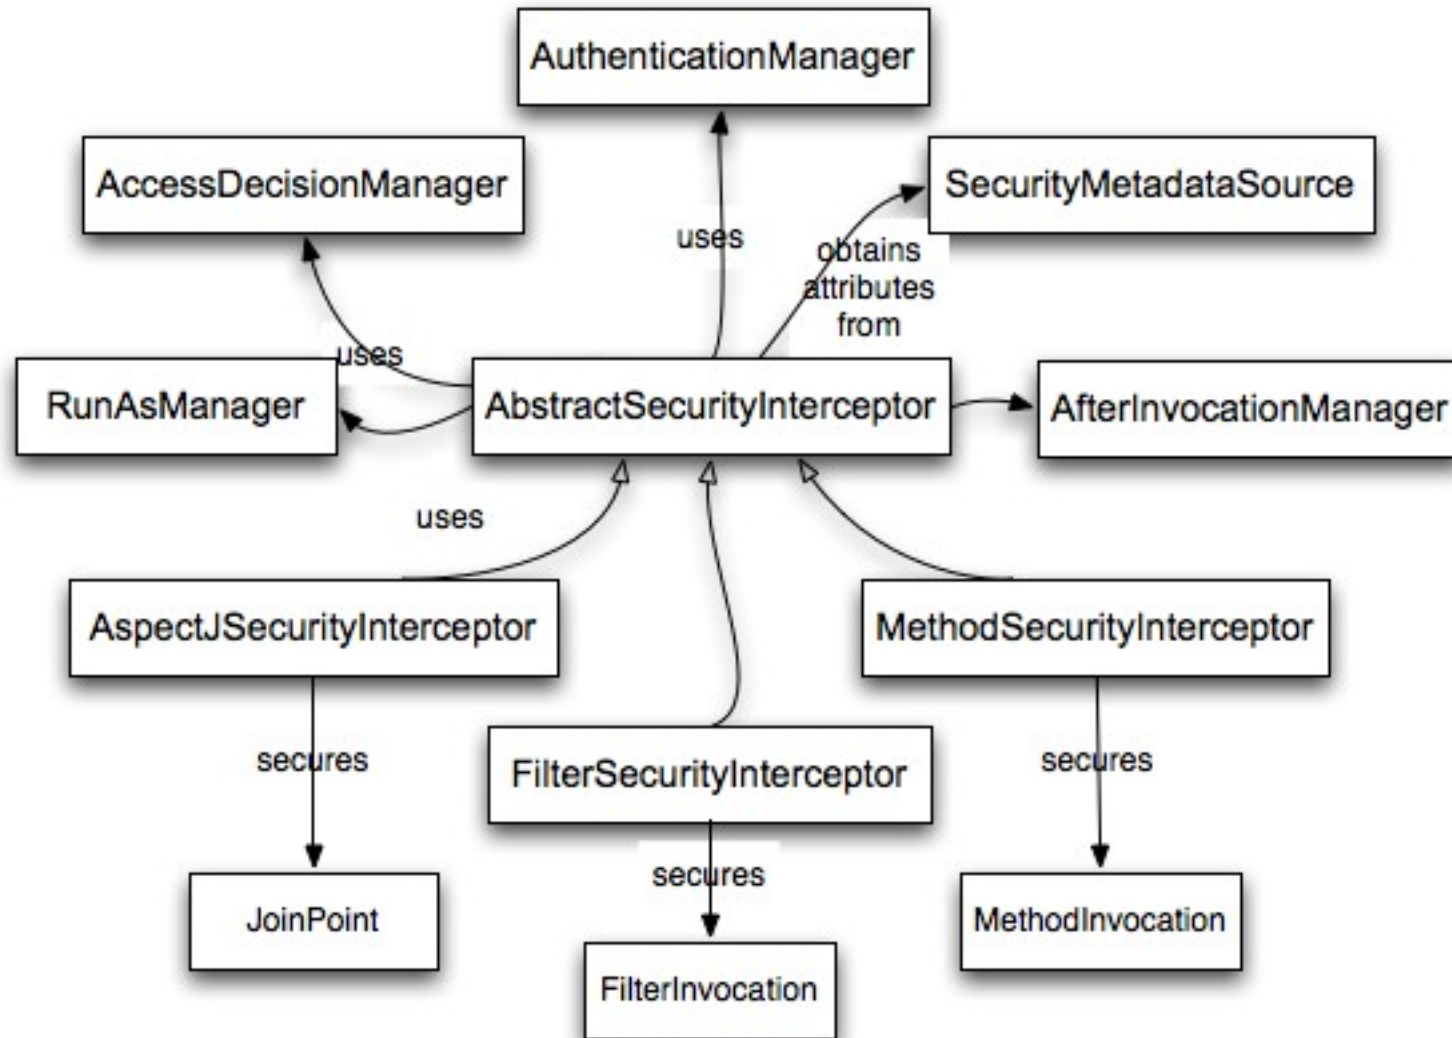 AuthenticationManager
AccessDecisionManager
SecurityMetadataSource
uses
obtains
attributes
from
uses
RunAsManager
AbstractSecurityInterceptor
AfterInvocationManager
uses
AspectJSecurityInterceptor
MethodSecurityInterceptor
secures
FilterSecurityInterceptor
secures
secures
JoinPoint
MethodInvocation
FilterInvocation